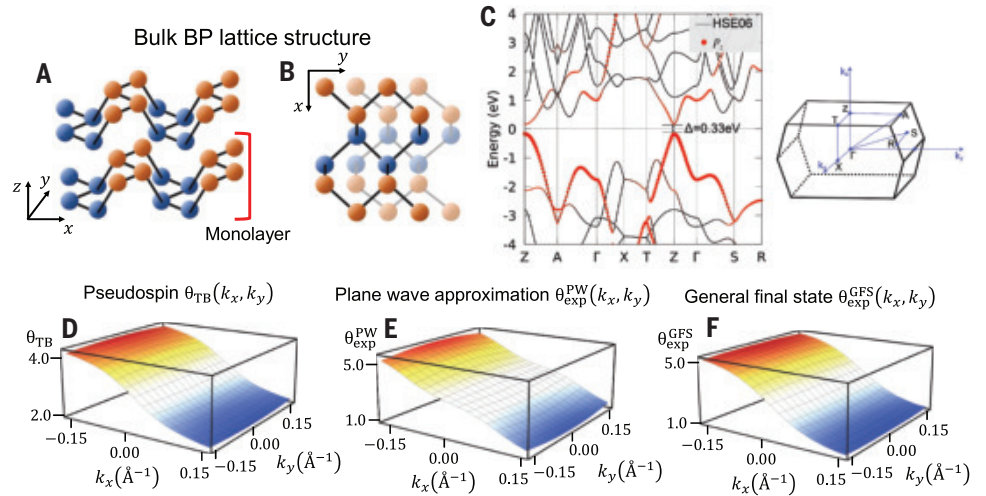 Bulk BP lattice structure
A
B
C
z
y
x
Monolayer
y
x
Energy (eV)
4
3
2
1
0
-1
-2
-3
-4
HSE06
Δ=0.33eV
Z A Γ X T Z Γ S R
Z
A
T
S
R
Γ
X
Pseudospin θTB(kx, ky)
Plane wave approximation θexpPW(kx, ky)
General final state θexpGFS(kx, ky)
D
θTB
4.0
2.0
−0.15
0.00
0.15
kx(Å−1)
−0.15
0.00
0.15
ky(Å−1)
E
θexpPW
5.0
1.0
−0.15
0.00
0.15
kx(Å−1)
−0.15
0.00
0.15
ky(Å−1)
F
θexpGFS
5.0
1.0
−0.15
0.00
0.15
kx(Å−1)
−0.15
0.00
0.15
ky(Å−1)